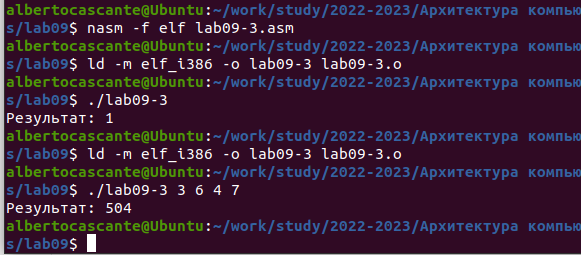 albertocascante@Ubuntu:~/work/study/2022-2023/Архитектура компью
s/lab09$ nasm -f elf lab09-3.asm
albertocascante@Ubuntu:~/work/study/2022-2023/Архитектура компью
s/lab09$ ld -m elf_i386 -o lab09-3 lab09-3.o
albertocascante@Ubuntu:~/work/study/2022-2023/Архитектура компью
s/lab09$ ./lab09-3
Результат: 1
albertocascante@Ubuntu:~/work/study/2022-2023/Архитектура компью
s/lab09$ ld -m elf_i386 -o lab09-3 lab09-3.o
albertocascante@Ubuntu:~/work/study/2022-2023/Архитектура компью
s/lab09$ ./lab09-3 3 6 4 7
Результат: 504
albertocascante@Ubuntu:~/work/study/2022-2023/Архитектура компью
s/lab09$